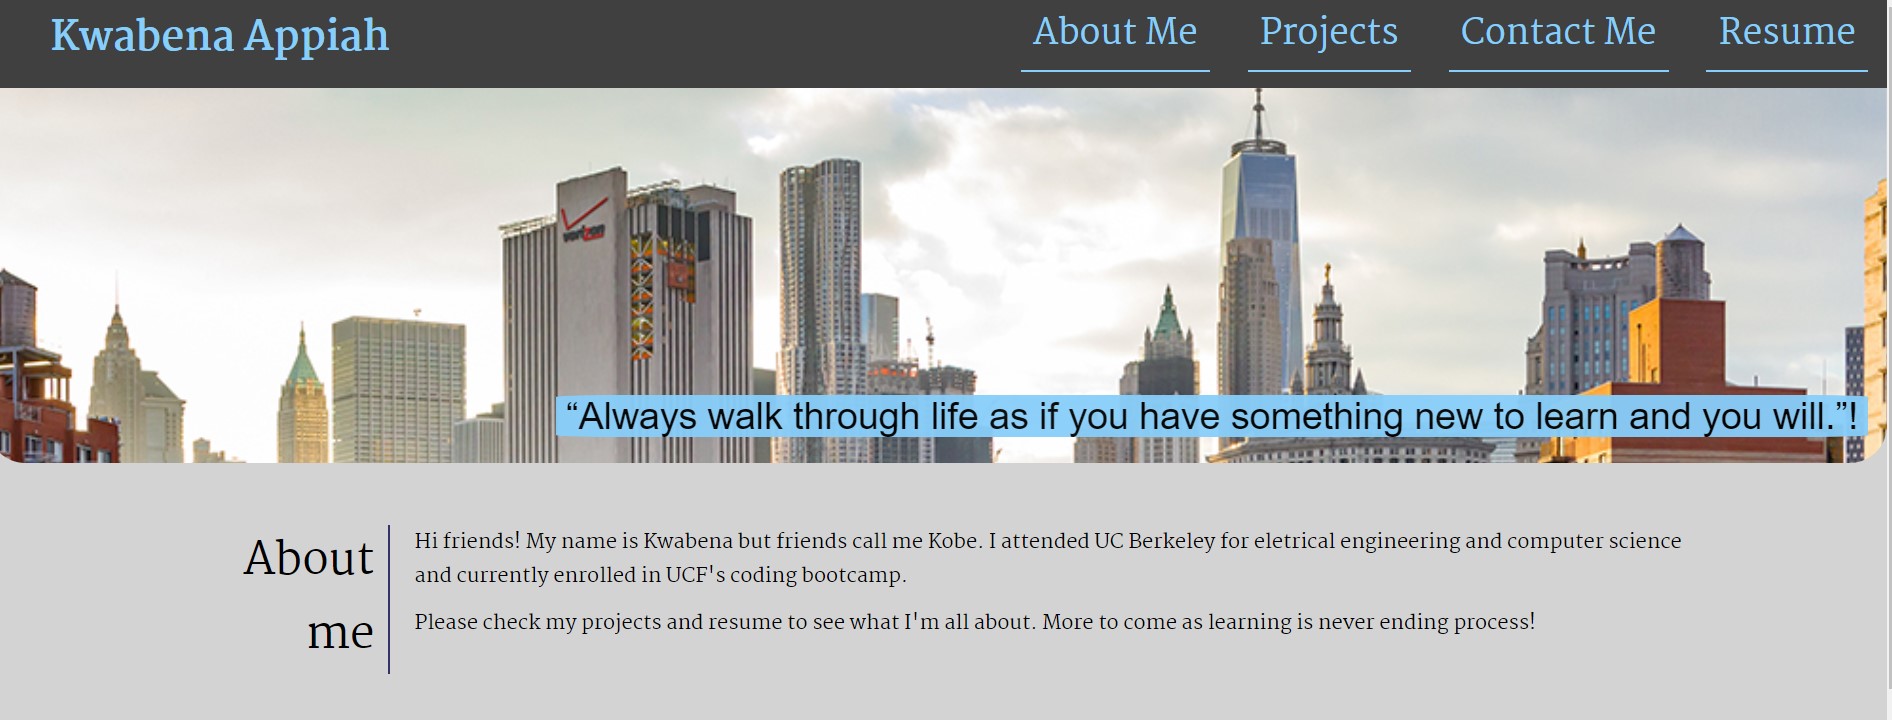 Kwabena Appiah
About Me Projects Contact Me Resume
verizon
“Always walk through life as if you have something new to learn and you will.”!
About
me
Hi friends! My name is Kwabena but friends call me Kobe. I attended UC Berkeley for eletrical engineering and computer science
and currently enrolled in UCF's coding bootcamp.
Please check my projects and resume to see what I'm all about. More to come as learning is never ending process!